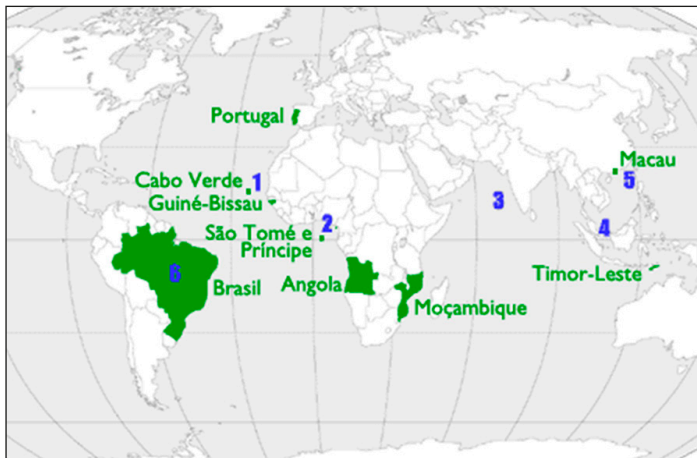 Portugal
Macau
Cabo Verde
1
5
Guiné-Bissau
3
São Tomé e
Príncipe
2
4
6
Brasil
Angola
Timor-Leste
Moçambique